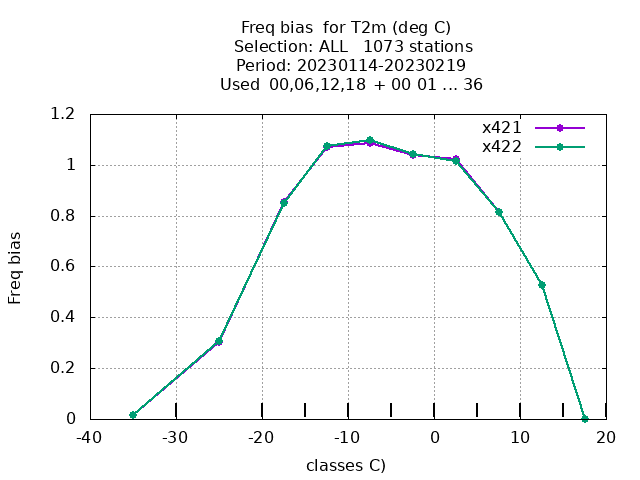 Freq bias  for T2m (deg C)
Selection: ALL   1073 stations
Period: 20230114-20230219
Used  00,06,12,18  + 00 01 ... 36
x421
x422
1.2
1
0.8
0.6
0.4
0.2
0
Freq bias
-40 -30 -20 -10 0 10 20
classes C)